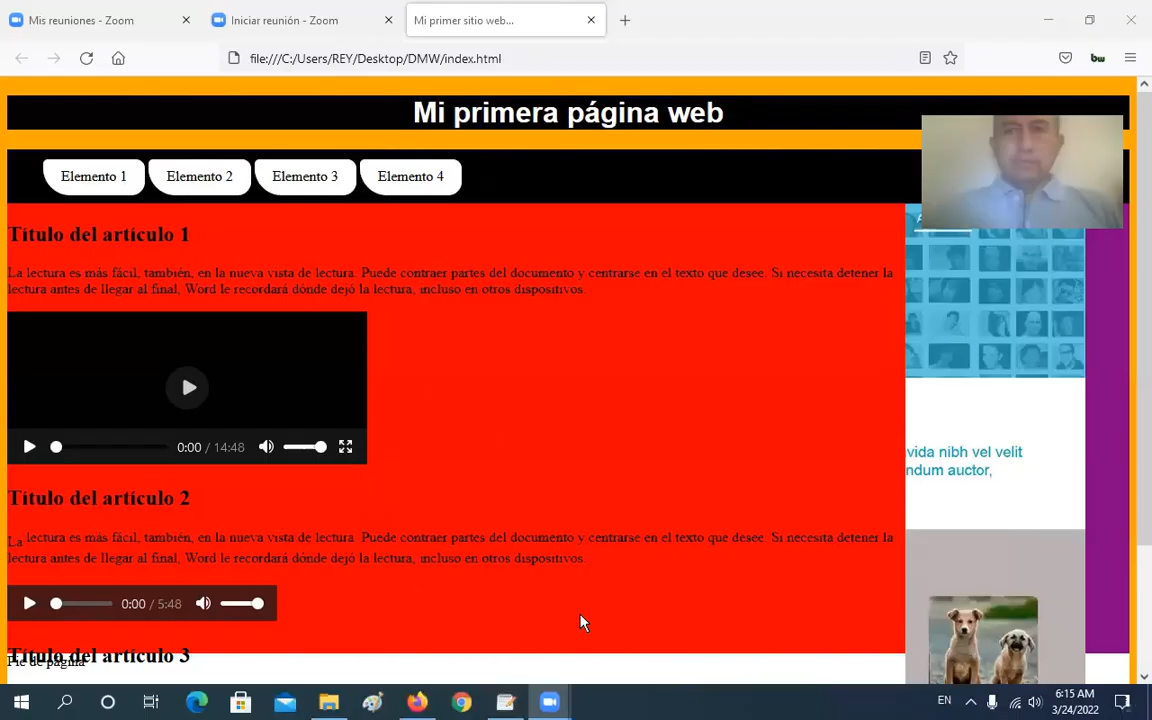 Mis reuniones - Zoom
Iniciar reunión - Zoom
Mi primer sitio web...
file:///C:/Users/REY/Desktop/DMW/index.html
bw
Mi primera página web
Elemento 1
Elemento 2
Elemento 3
Elemento 4
Título del artículo 1
La lectura es más fácil, también, en la nueva vista de lectura. Puede contraer partes del documento y centrarse en el texto que desee. Si necesita detener la
lectura antes de llegar al final, Word le recordará dónde dejó la lectura, incluso en otros dispositivos.
0:00 / 14:48
vida nibh vel velit
ndum auctor,
Título del artículo 2
La lectura es más fácil, también, en la nueva vista de lectura. Puede contraer partes del documento y centrarse en el texto que desee. Si necesita detener la
lectura antes de llegar al final, Word le recordará dónde dejó la lectura, incluso en otros dispositivos.
0:00 / 5:48
Título del artículo 3
Pie de página
EN
6:15 AM
3/24/2022